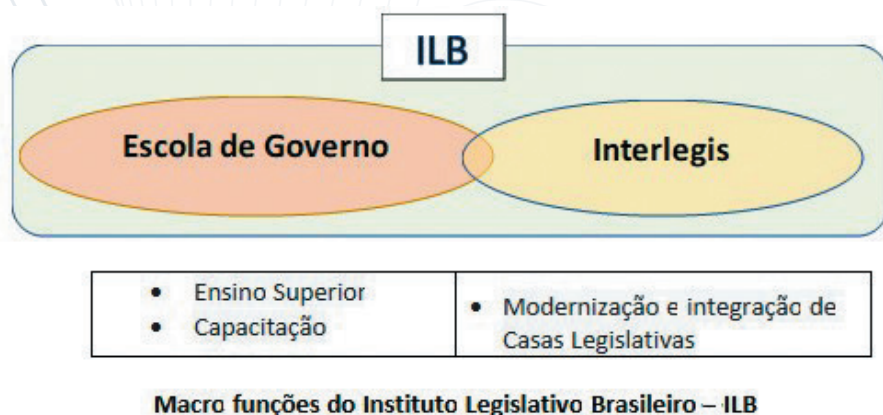 ILB
Escola de Governo
Interlegis
• Ensino Superior
• Capacitação
• Modernização e integração de
Casas Legislativas
Macro funções do Instituto Legislativo Brasileiro – ILB